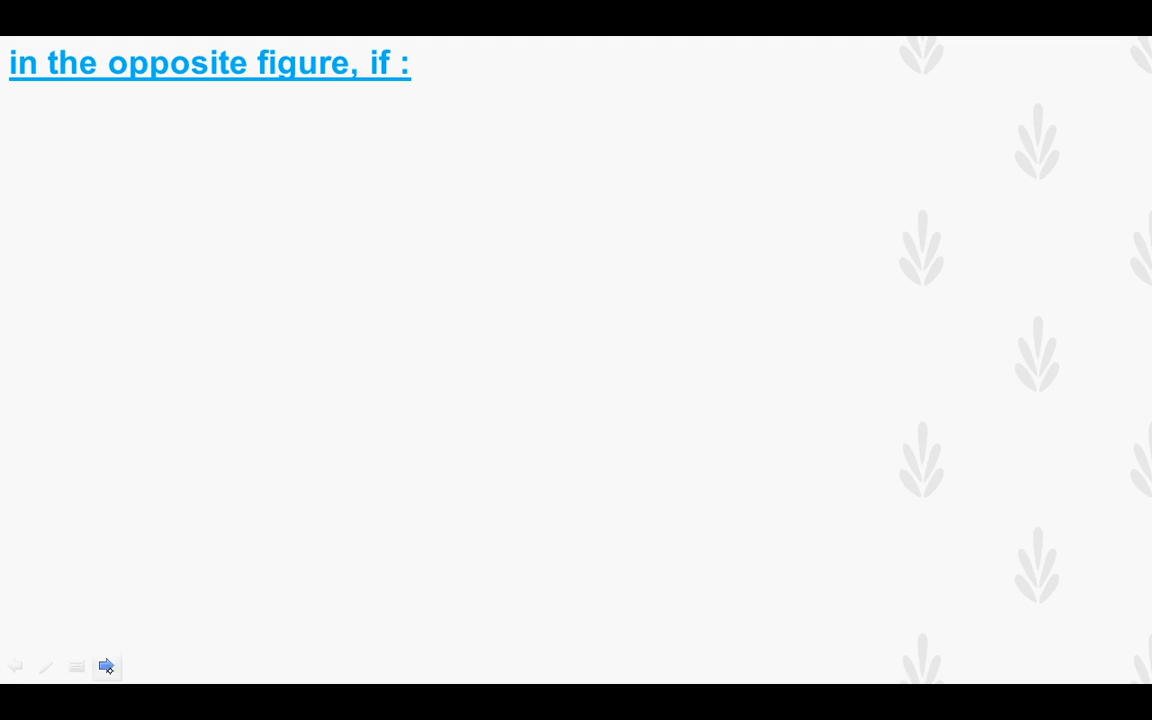 in the opposite figure, if :